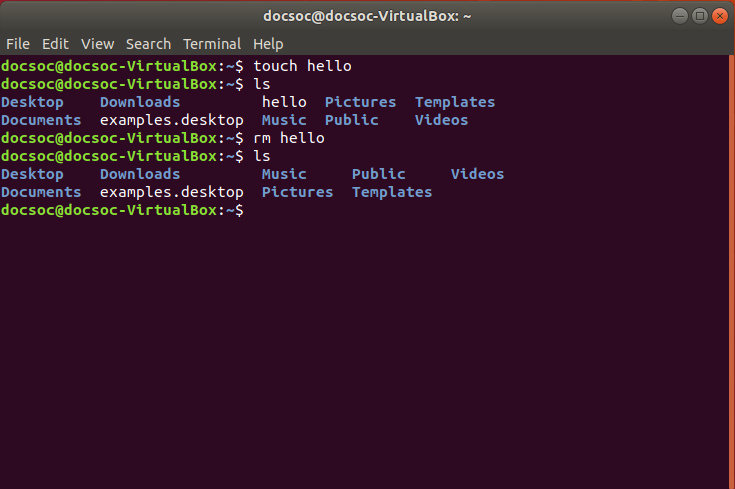 docsoc@docsoc-VirtualBox: ~
File Edit View Search Terminal Help
docsoc@docsoc-VirtualBox:~$ touch hello
docsoc@docsoc-VirtualBox:~$ ls
Desktop    Downloads         hello  Pictures  Templates
Documents  examples.desktop  Music  Public    Videos
docsoc@docsoc-VirtualBox:~$ rm hello
docsoc@docsoc-VirtualBox:~$ ls
Desktop    Downloads         Music     Public     Videos
Documents  examples.desktop  Pictures  Templates
docsoc@docsoc-VirtualBox:~$